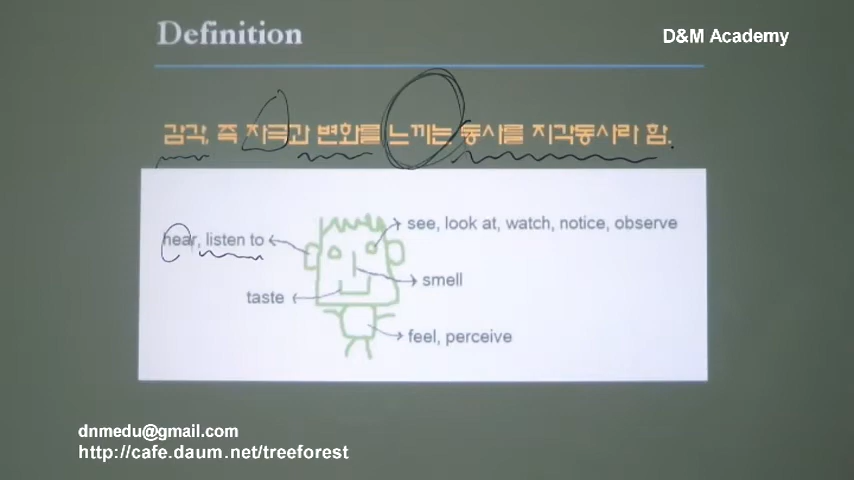 Definition
D&M Academy
감각, 즉 자극과 변화를 느끼는 동사를 지각동사라 함.
see, look at, watch, notice, observe
hear, listen to
smell
taste
feel, perceive
dnmedu@gmail.com
http://cafe.daum.net/treeforest